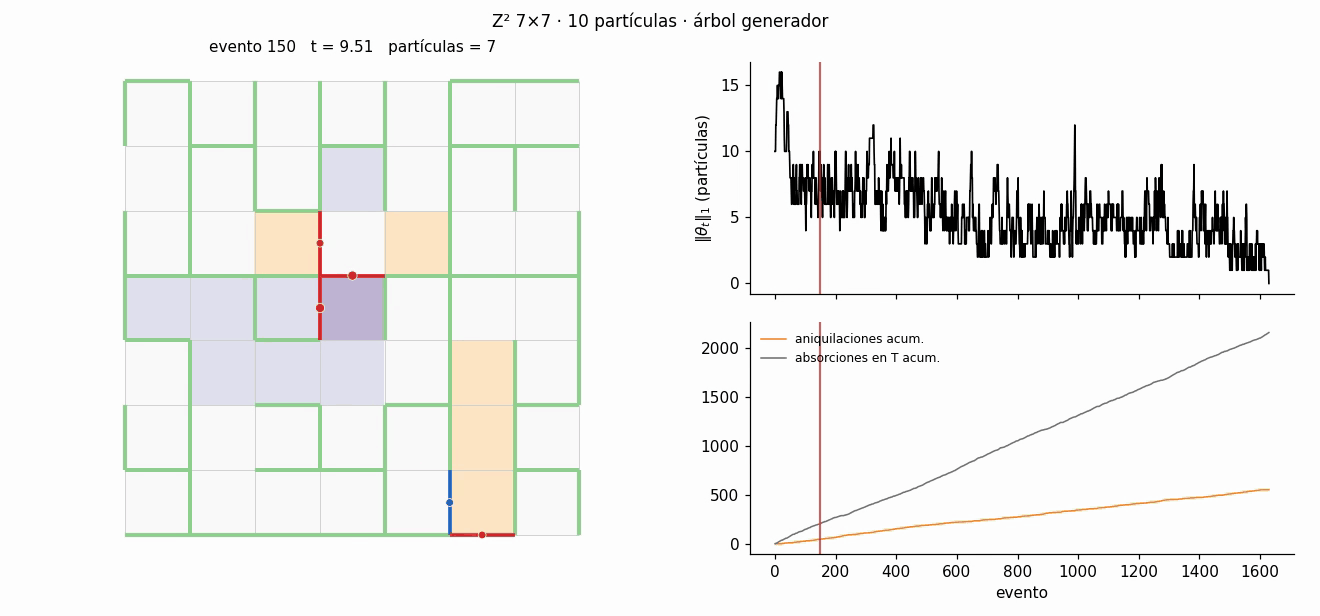 Z² 7×7 · 10 partículas · árbol generador
evento 150   t = 9.51   partículas = 7
‖θₜ‖₁ (partículas)
15
10
5
0
aniquilaciones acum.
absorciones en T acum.
2000
1500
1000
500
0
0 200 400 600 800 1000 1200 1400 1600
evento